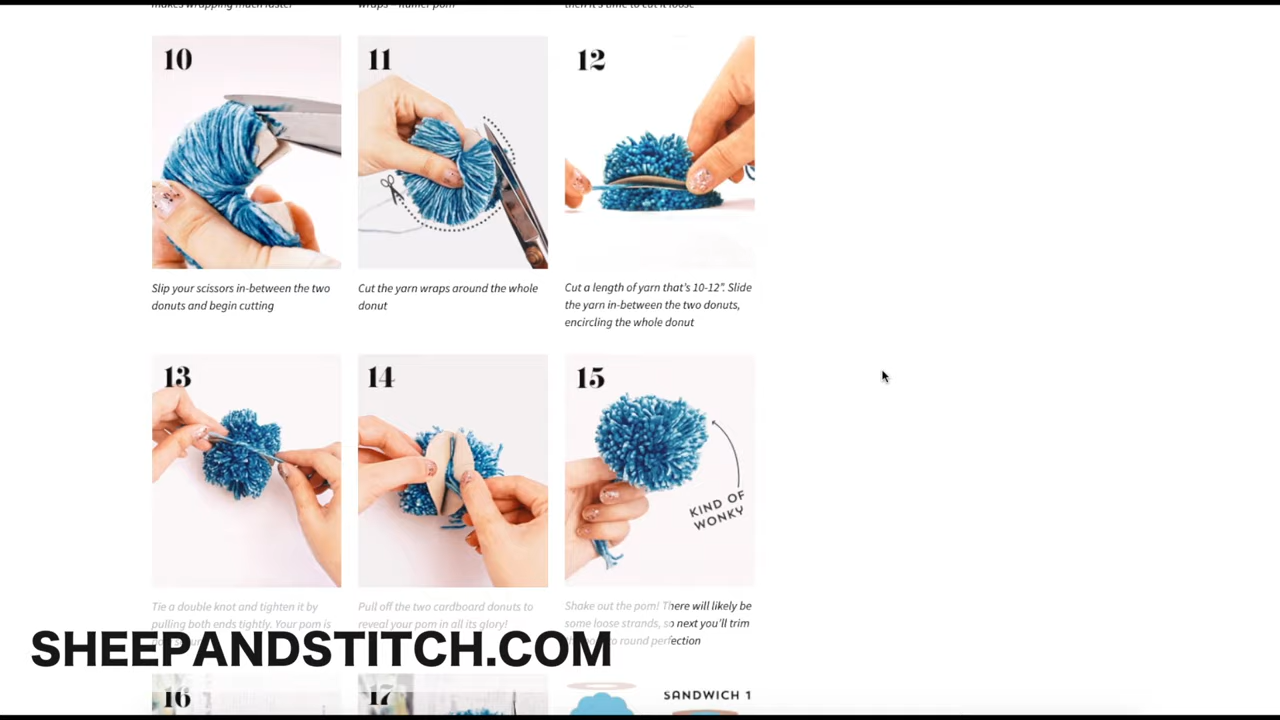 makes wrapping much faster
wraps = fuller pom
then it's time to cut it loose
10
11
12
Slip your scissors in-between the two
donuts and begin cutting
Cut the yarn wraps around the whole
donut
Cut a length of yarn that's 10-12". Slide
the yarn in-between the two donuts,
encircling the whole donut
13
14
15
KIND OF
WONKY
Tie a double knot and tighten it by
pulling both ends tightly. Your pom is
Pull off the two cardboard donuts to
reveal your pom in all its glory!
Shake out the pom! There will likely be
some loose strands, so next you'll trim
to round perfection
SHEEPANDSTITCH.COM
16
17
SANDWICH 1